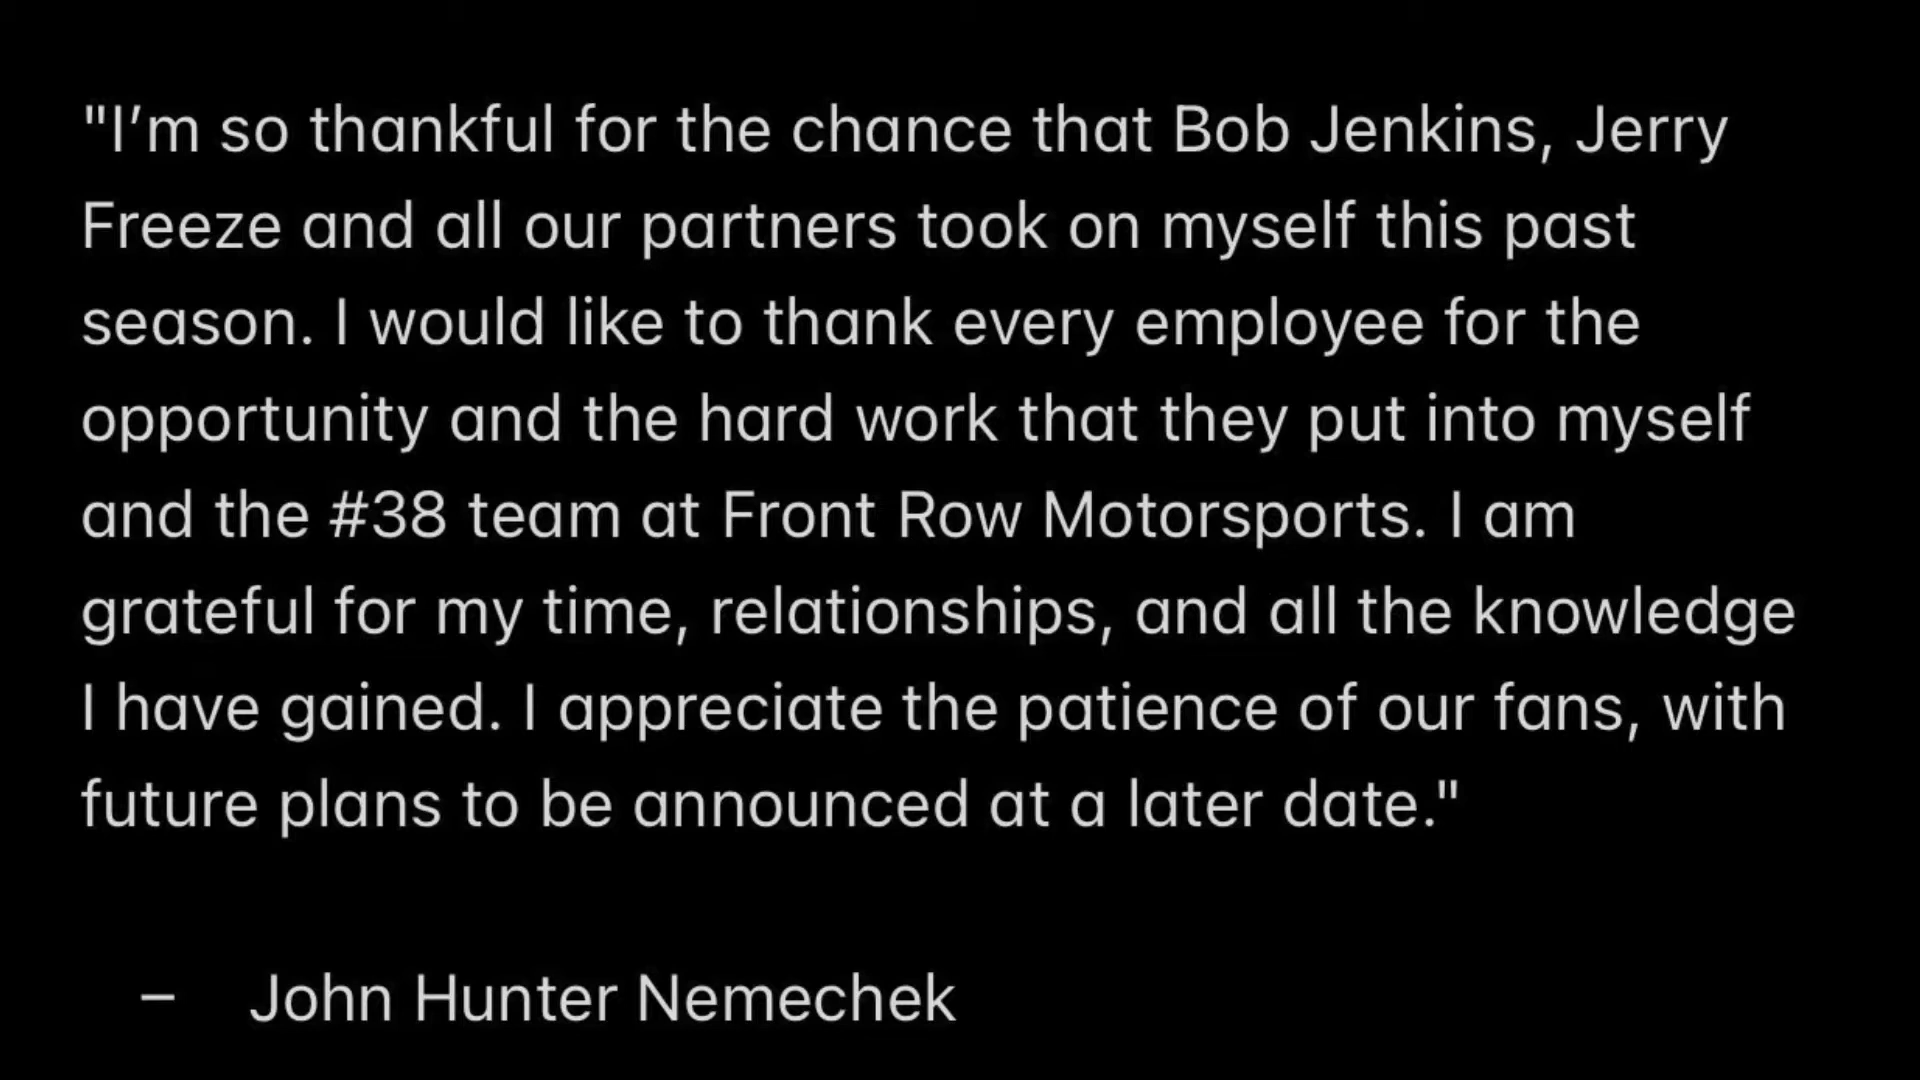 "I’m so thankful for the chance that Bob Jenkins, Jerry
Freeze and all our partners took on myself this past
season. I would like to thank every employee for the
opportunity and the hard work that they put into myself
and the #38 team at Front Row Motorsports. I am
grateful for my time, relationships, and all the knowledge
I have gained. I appreciate the patience of our fans, with
future plans to be announced at a later date."
– John Hunter Nemechek